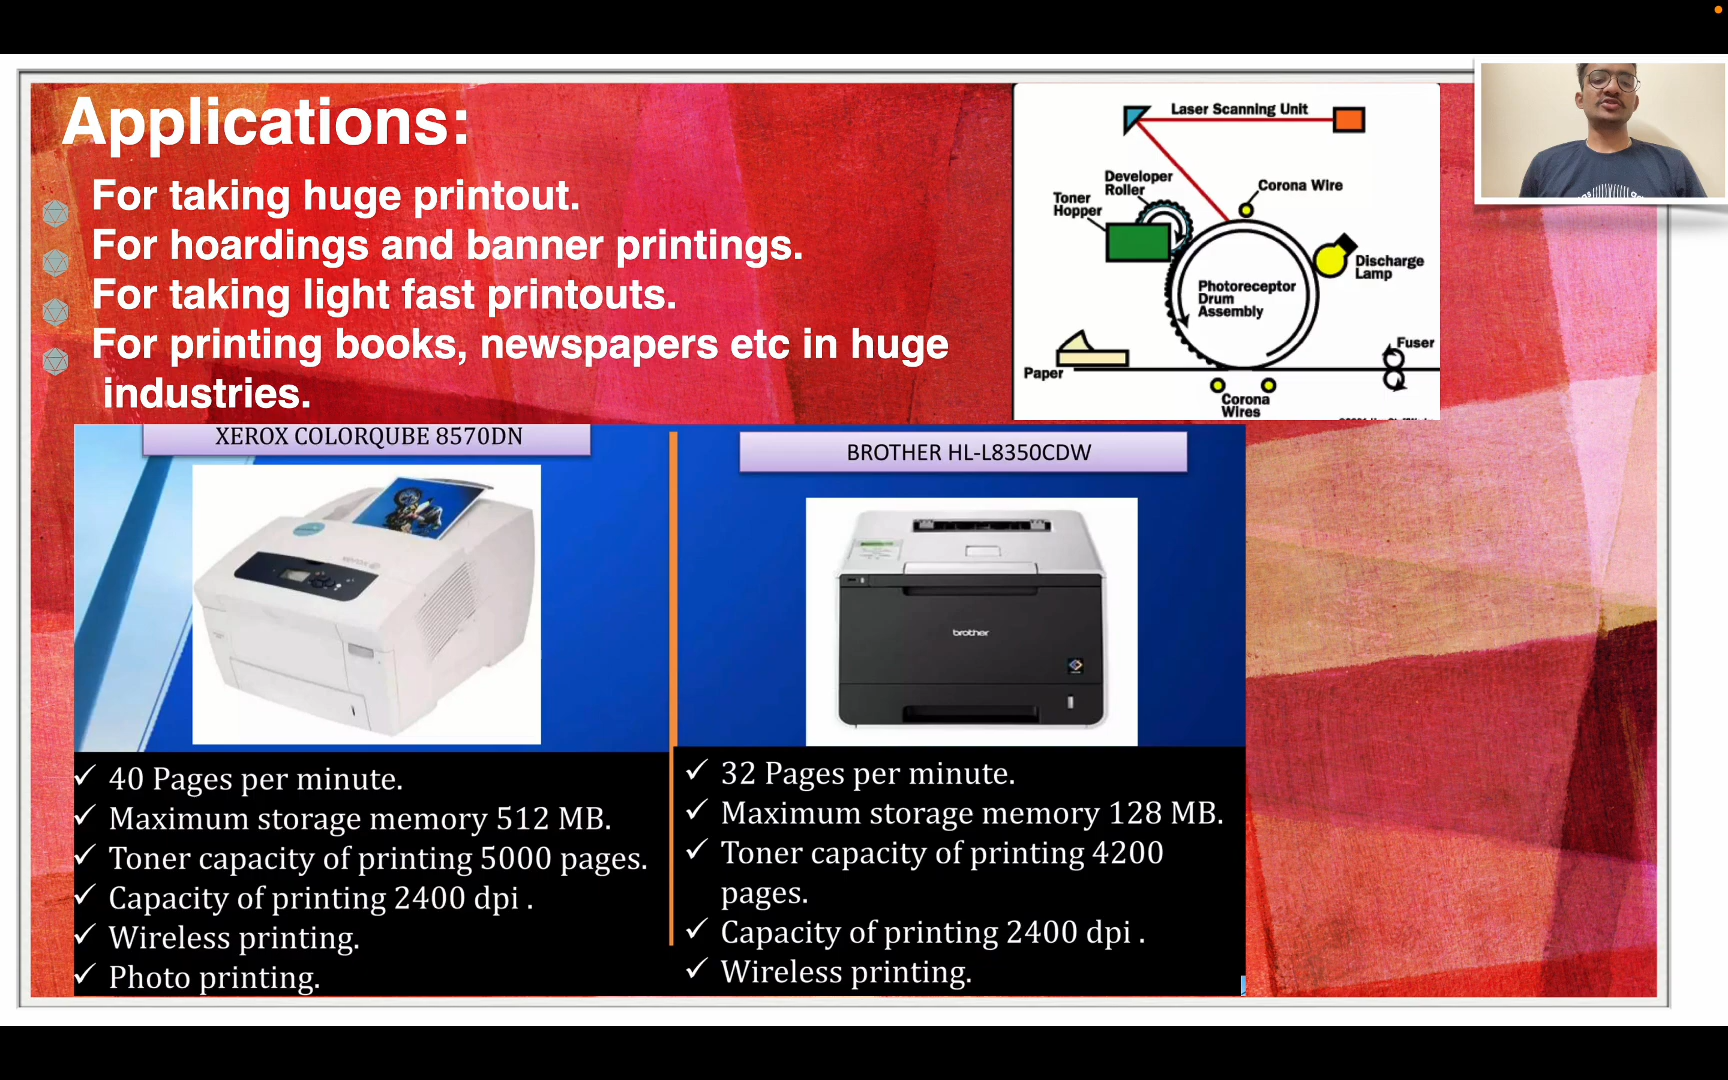 Applications:
For taking huge printout.
For hoardings and banner printings.
For taking light fast printouts.
For printing books, newspapers etc in huge
industries.
Laser Scanning Unit
Developer
Roller
Toner
Hopper
Corona Wire
Discharge
Lamp
Photoreceptor
Drum
Assembly
Fuser
Paper
Corona
Wires
XEROX COLORQUBE 8570DN
40 Pages per minute.
Maximum storage memory 512 MB.
Toner capacity of printing 5000 pages.
Capacity of printing 2400 dpi .
Wireless printing.
Photo printing.
BROTHER HL-L8350CDW
brother
32 Pages per minute.
Maximum storage memory 128 MB.
Toner capacity of printing 4200
pages.
Capacity of printing 2400 dpi .
Wireless printing.